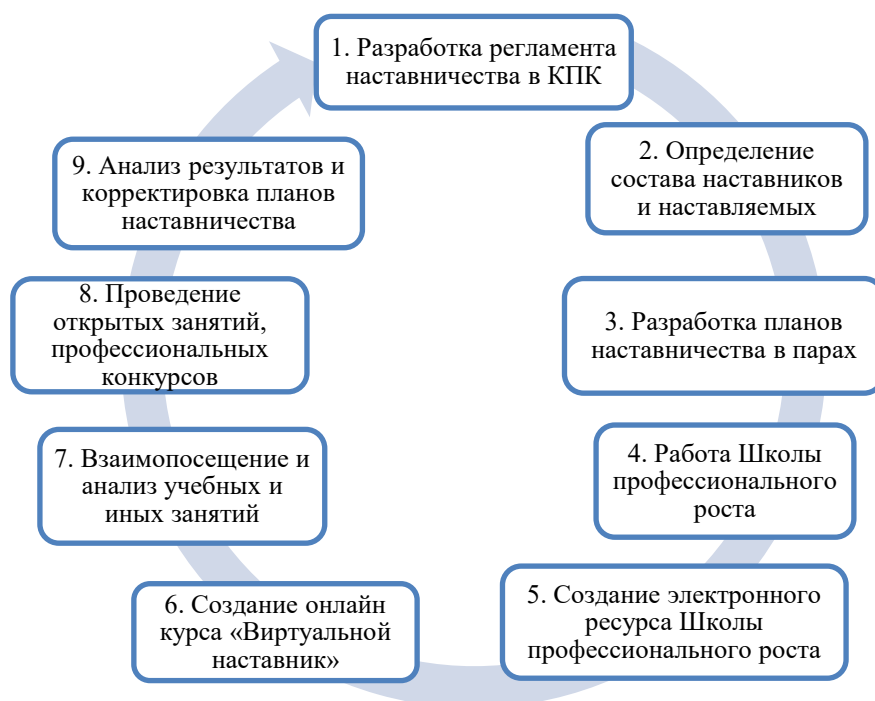 1. Разработка регламента
наставничества в КПК
2. Определение
состава наставников
и наставляемых
3. Разработка планов
наставничества в парах
4. Работа Школы
профессионального
роста
5. Создание электронного
ресурса Школы
профессионального роста
6. Создание онлайн
курса «Виртуальной
наставник»
7. Взаимопосещение и
анализ учебных и
иных занятий
8. Проведение
открытых занятий,
профессиональных
конкурсов
9. Анализ результатов и
корректировка планов
наставничества